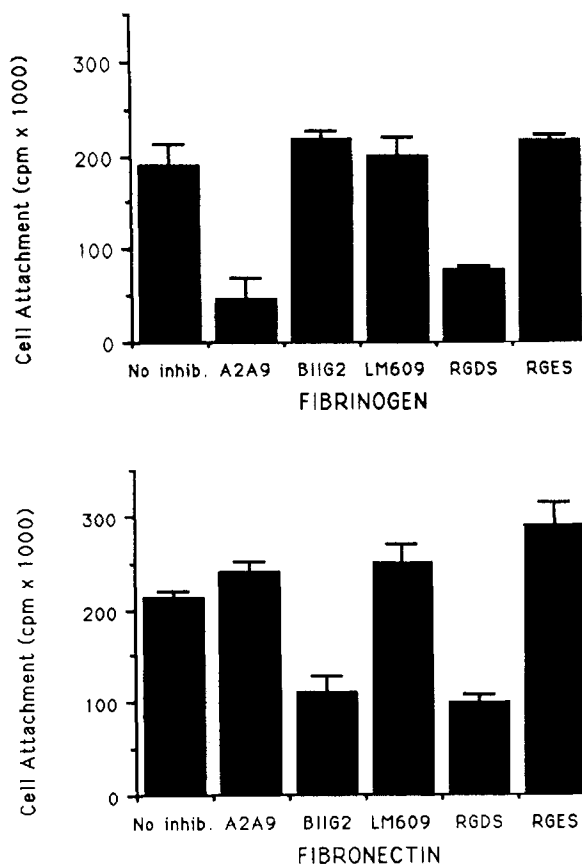 Cell Attachment (cpm x 1000)
300
200
100
0
No inhib. A2A9 BIIG2 LM609 RGDS RGES
FIBRINOGEN
Cell Attachment (cpm x 1000)
300
200
100
0
No inhib. A2A9 BIIG2 LM609 RGDS RGES
FIBRONECTIN